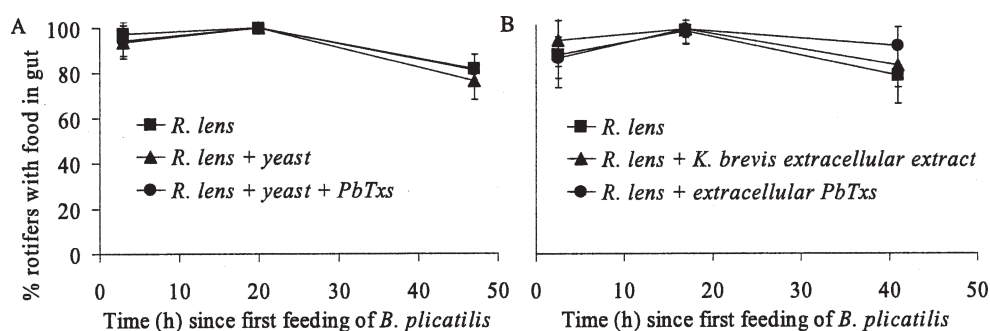 A
% rotifers with food in gut
100
80
60
40
20
0
R. lens
R. lens + yeast
R. lens + yeast + PbTxs
0 10 20 30 40 50
Time (h) since first feeding of B. plicatilis
B
R. lens
R. lens + K. brevis extracellular extract
R. lens + extracellular PbTxs
0 10 20 30 40 50
Time (h) since first feeding of B. plicatilis